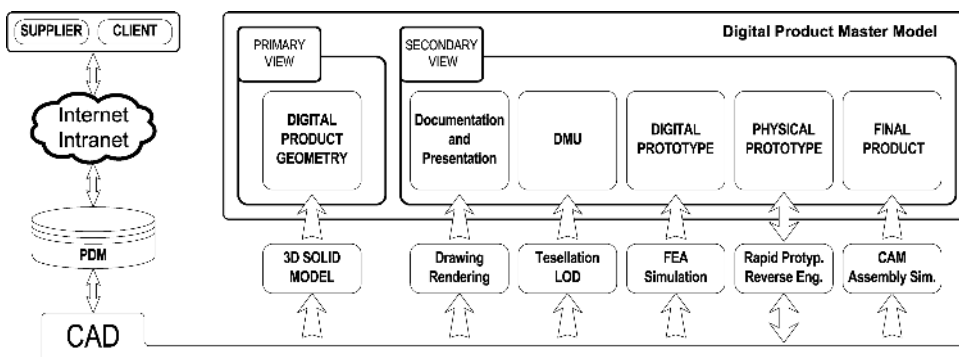 SUPPLIER
CLIENT
Internet
Intranet
PDM
CAD
Digital Product Master Model
PRIMARY
VIEW
DIGITAL
PRODUCT
GEOMETRY
SECONDARY
VIEW
Documentation
and
Presentation
DMU
DIGITAL
PROTOTYPE
PHYSICAL
PROTOTYPE
FINAL
PRODUCT
3D SOLID
MODEL
Drawing
Rendering
Tesellation
LOD
FEA
Simulation
Rapid Protyp.
Reverse Eng.
CAM
Assembly Sim.